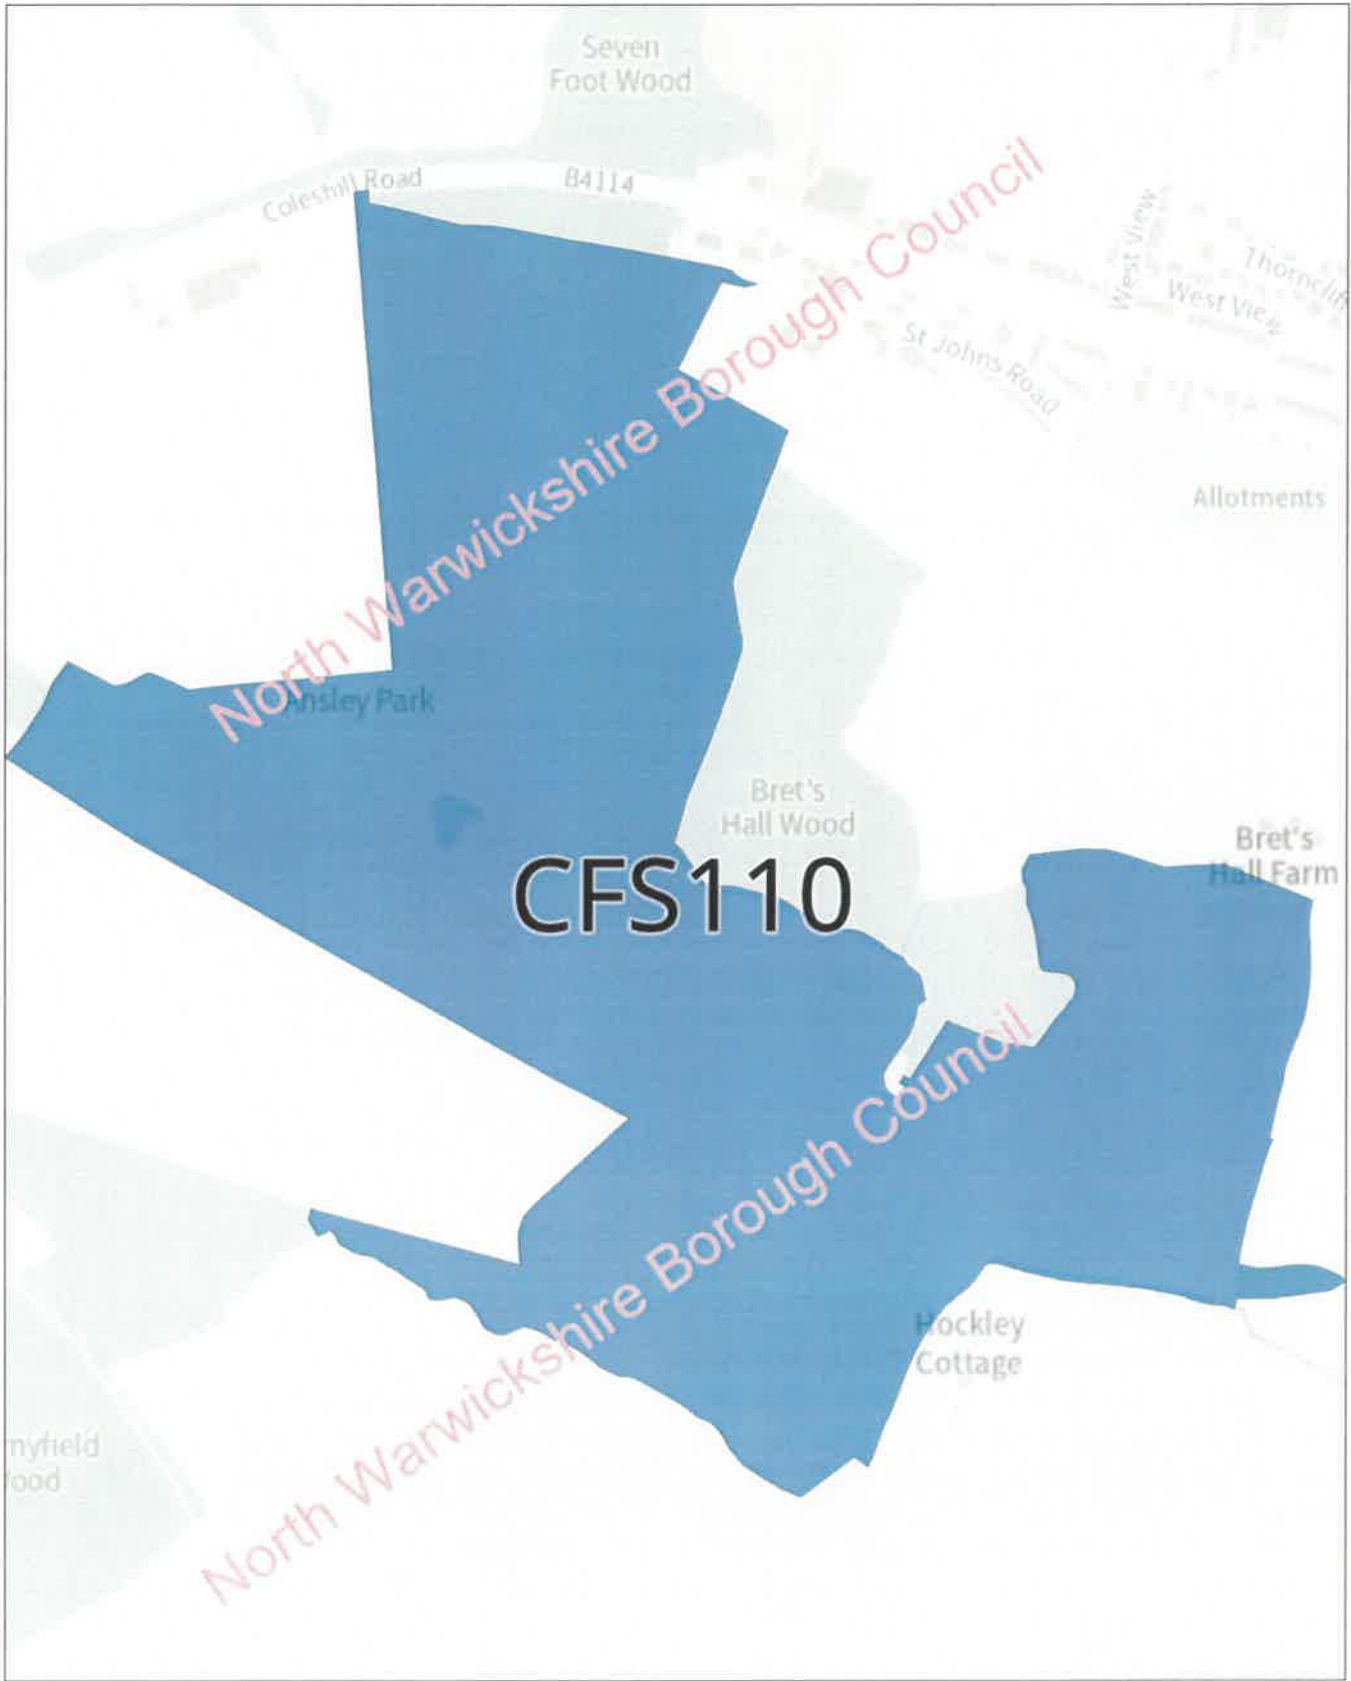 Seven
Foot Wood
Coleshill Road
B4114
West View
West View
St Johns Road
Allotments
North Warwickshire Borough Council
Ansley Park
Bret's
Hall Wood
Bret's
Hall Farm
CFS110
North Warwickshire Borough Council
Hockley
Cottage